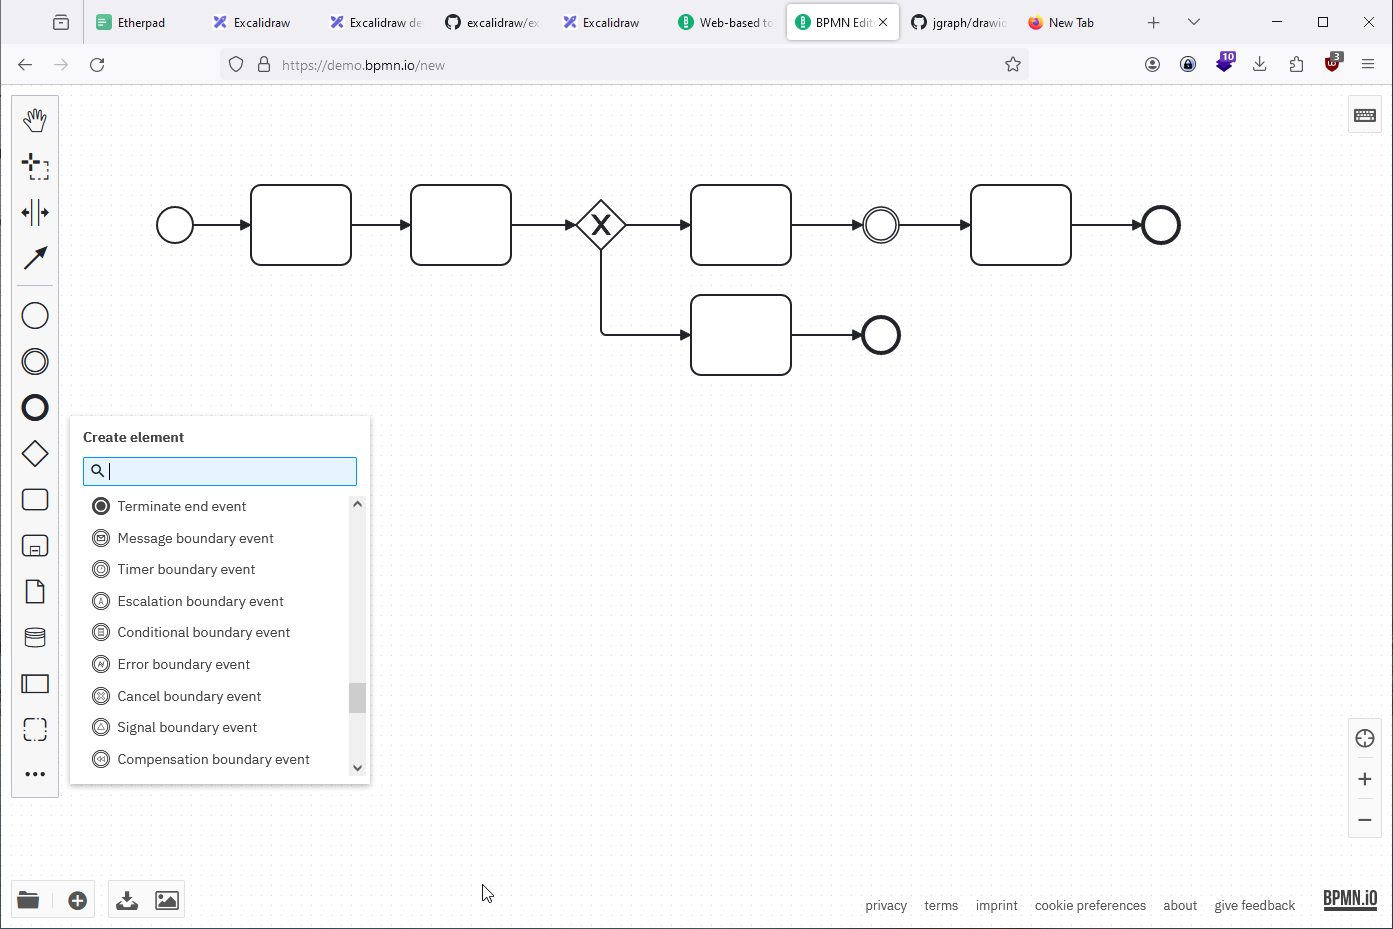 Etherpad
Excalidraw
Excalidraw de
excalidraw/ex
Excalidraw
Web-based to
BPMN Edit
jgraph/drawio
New Tab
https://demo.bpmn.io/new
10
3
X
Create element
Terminate end event
Message boundary event
Timer boundary event
Escalation boundary event
Conditional boundary event
Error boundary event
Cancel boundary event
Signal boundary event
Compensation boundary event
privacy
terms
imprint
cookie preferences
about
give feedback
BPMN.iO